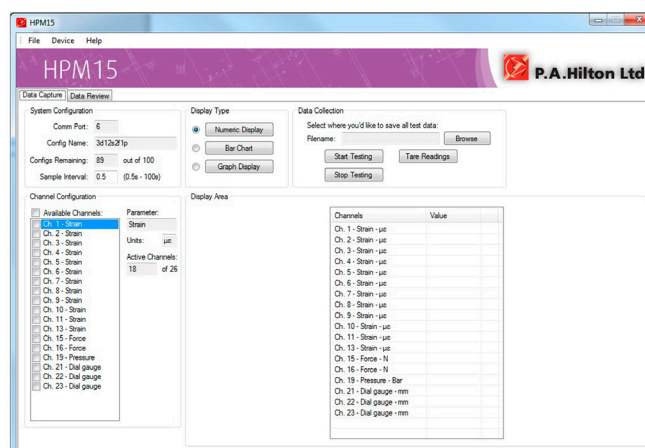 HPM15
File Device Help
HPM15
P.A.Hilton Ltd
Data Capture Data Review
System Configuration
Comm Port: 6
Config Name: 3d12s2f1p
Configs Remaining: 89 out of 100
Sample Interval: 0.5 (0.5s - 100s)
Display Type
Numeric Display
Bar Chart
Graph Display
Data Collection
Select where you'd like to save all test data:
Filename: Browse
Start Testing Tare Readings
Stop Testing
Channel Configuration
Available Channels:
Ch. 1 - Strain
Ch. 2 - Strain
Ch. 3 - Strain
Ch. 4 - Strain
Ch. 5 - Strain
Ch. 6 - Strain
Ch. 7 - Strain
Ch. 8 - Strain
Ch. 9 - Strain
Ch. 10 - Strain
Ch. 11 - Strain
Ch. 13 - Strain
Ch. 15 - Force
Ch. 16 - Force
Ch. 19 - Pressure
Ch. 21 - Dial gauge
Ch. 22 - Dial gauge
Ch. 23 - Dial gauge
Parameter:
Strain
Units: με
Active Channels:
18 of 26
Display Area
Channels Value
Ch. 1 - Strain - με
Ch. 2 - Strain - με
Ch. 3 - Strain - με
Ch. 4 - Strain - με
Ch. 5 - Strain - με
Ch. 6 - Strain - με
Ch. 7 - Strain - με
Ch. 8 - Strain - με
Ch. 9 - Strain - με
Ch. 10 - Strain - με
Ch. 11 - Strain - με
Ch. 13 - Strain - με
Ch. 15 - Force - N
Ch. 16 - Force - N
Ch. 19 - Pressure - Bar
Ch. 21 - Dial gauge - mm
Ch. 22 - Dial gauge - mm
Ch. 23 - Dial gauge - mm